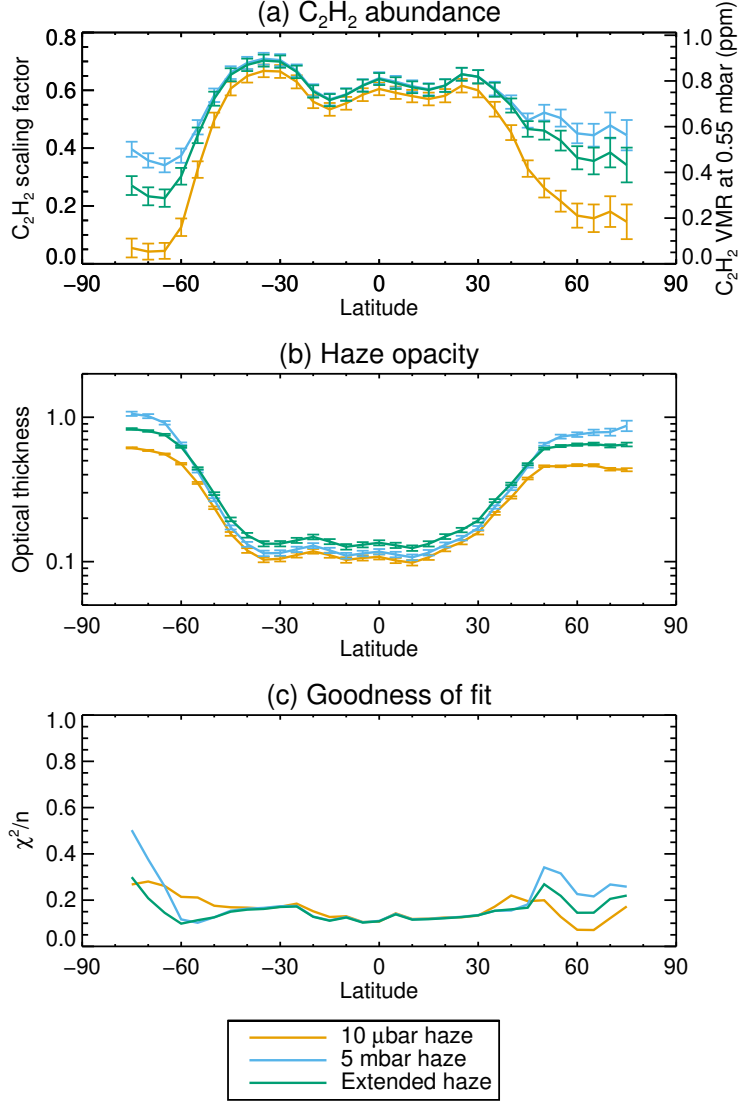 (a) C₂H₂ abundance
C₂H₂ scaling factor
0.8
0.6
0.4
0.2
0.0
1.0
0.8
0.6
0.4
0.2
0.0
C₂H₂ VMR at 0.55 mbar (ppm)
−90 −60 −30 0 30 60 90
Latitude
(b) Haze opacity
Optical thickness
1.0
0.1
−90 −60 −30 0 30 60 90
Latitude
(c) Goodness of fit
χ²/n
1.0
0.8
0.6
0.4
0.2
0.0
−90 −60 −30 0 30 60 90
Latitude
10 μbar haze
5 mbar haze
Extended haze